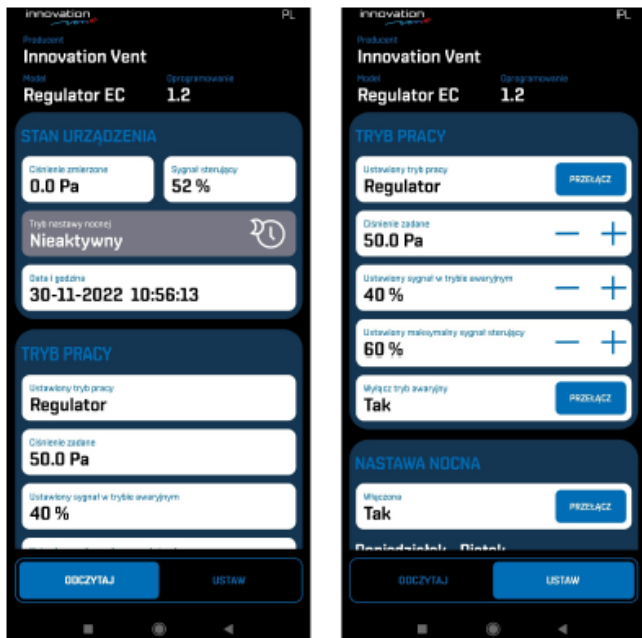 innovation
vent
PL
Producent
Innovation Vent
Model
Oprogramowanie
Regulator EC
1.2
STAN URZĄDZENIA
Ciśnienie zmierzone
0.0 Pa
Sygnał sterujący
52 %
Tryb nastawy nocnej
Nieaktywny
Data i godzina
30-11-2022 10:56:13
TRYB PRACY
Ustawiony tryb pracy
Regulator
Ciśnienie zadane
50.0 Pa
Ustawiony sygnał w trybie awaryjnym
40 %
ODCZYTAJ
USTAW
innovation
vent
PL
Producent
Innovation Vent
Model
Oprogramowanie
Regulator EC
1.2
TRYB PRACY
Ustawiony tryb pracy
Regulator
PRZEŁĄCZ
Ciśnienie zadane
50.0 Pa
Ustawiony sygnał w trybie awaryjnym
40 %
Ustawiony maksymalny sygnał sterujący
60 %
Wyłącz tryb awaryjny
Tak
PRZEŁĄCZ
NASTAWA NOCNA
Włączona
Tak
PRZEŁĄCZ
Poniedziałek - Piątek
ODCZYTAJ
USTAW